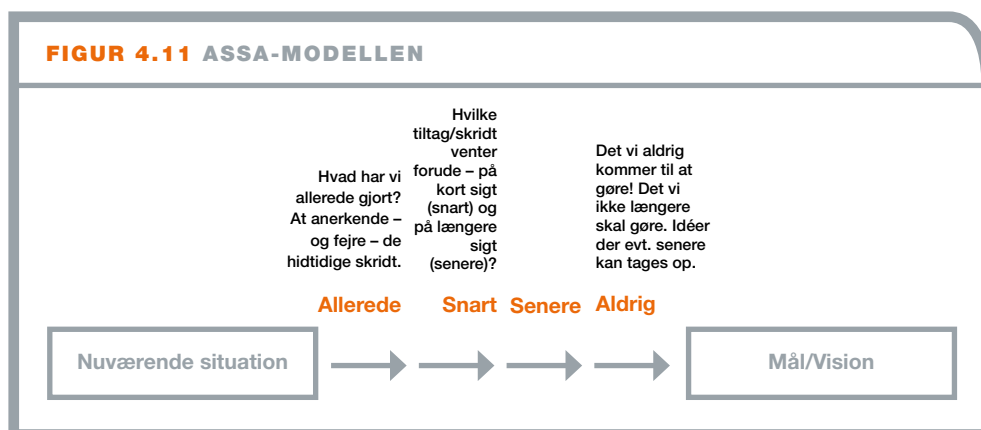 FIGUR 4.11 ASSA-MODELLEN
Hvad har vi
allerede gjort?
At anerkende –
og fejre – de
hidtidige skridt.
Hvilke
tiltag/skridt
venter
forude – på
kort sigt
(snart) og
på længere
sigt
(senere)?
Det vi aldrig
kommer til at
gøre! Det vi
ikke længere
skal gøre. Idéer
der evt. senere
kan tages op.
Allerede
Snart
Senere
Aldrig
Nuværende situation
Mål/Vision